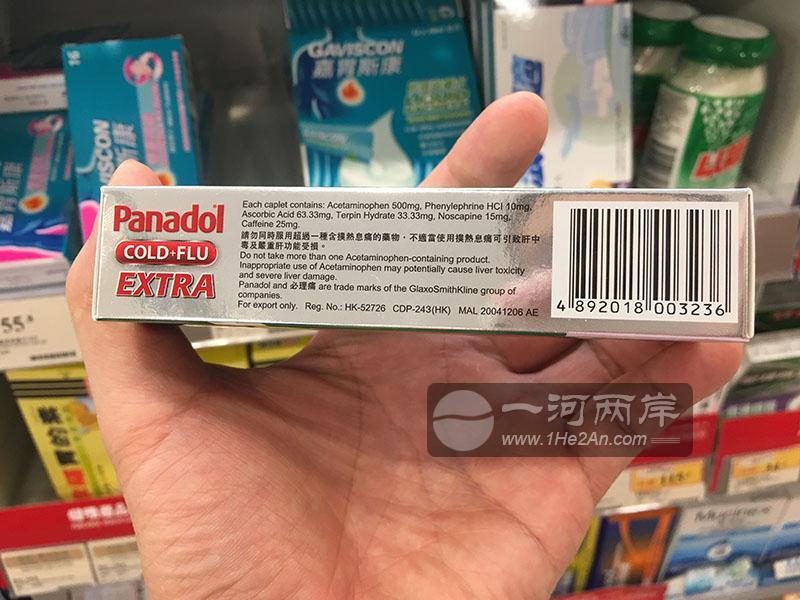 16
GAVISCON
嘉胃斯康
GAVISCON
Panadol
COLD+FLU
EXTRA
Each caplet contains: Acetaminophen 500mg, Phenylephrine HCl 10mg,
Ascorbic Acid 63.33mg, Terpin Hydrate 33.33mg, Noscapine 15mg,
Caffeine 25mg.
請勿同時服用超過一種含撲熱息痛的藥物，不適當使用撲熱息痛可引致肝中
毒及嚴重肝功能受損。
Do not take more than one Acetaminophen-containing product.
Inappropriate use of Acetaminophen may potentially cause liver toxicity
and severe liver damage.
Panadol and 必理痛 are trade marks of the GlaxoSmithKline group of
companies.
For export only. Reg. No.: HK-52726 CDP-243(HK) MAL 20041206 AE
4 892018 003236
55
一河两岸
www.1He2An.com